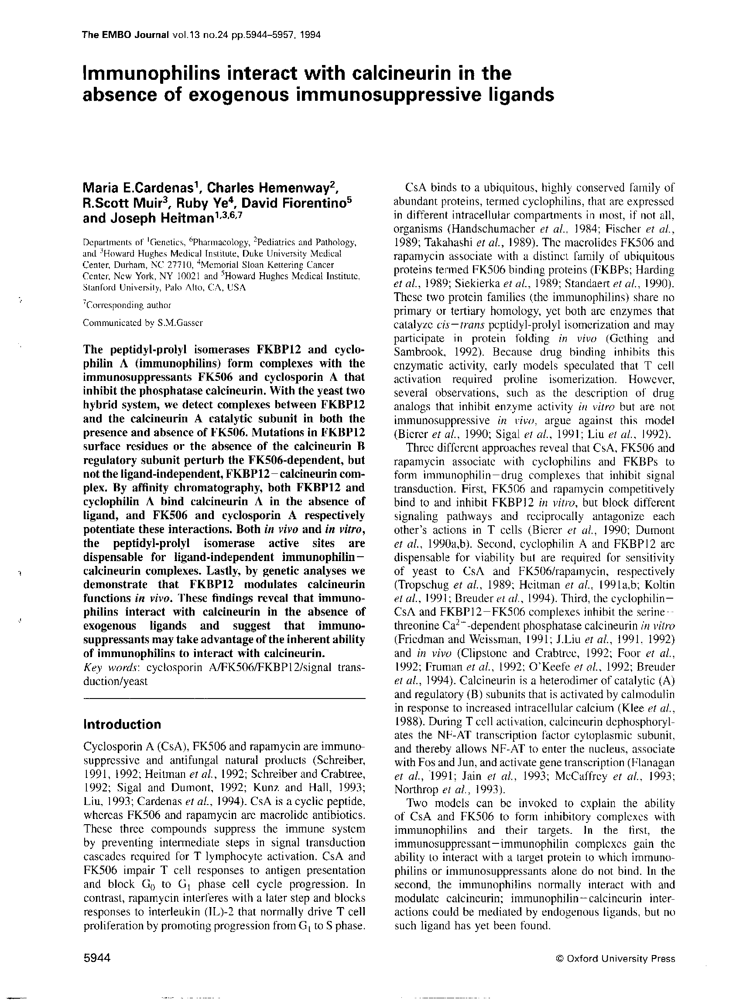 The EMBO Journal vol.13 no.24 pp.5944–5957, 1994
Immunophilins interact with calcineurin in the
absence of exogenous immunosuppressive ligands
Maria E.Cardenas1, Charles Hemenway2,
R.Scott Muir3, Ruby Ye4, David Fiorentino5
and Joseph Heitman1,3,6,7
Departments of 1Genetics, 6Pharmacology, 2Pediatrics and Pathology,
and 3Howard Hughes Medical Institute, Duke University Medical
Center, Durham, NC 27710, 4Memorial Sloan Kettering Cancer
Center, New York, NY 10021 and 5Howard Hughes Medical Institute,
Stanford University, Palo Alto, CA, USA
7Corresponding author
Communicated by S.M.Gasser
The peptidyl-prolyl isomerases FKBP12 and cyclo-
philin A (immunophilins) form complexes with the
immunosuppressants FK506 and cyclosporin A that
inhibit the phosphatase calcineurin. With the yeast two
hybrid system, we detect complexes between FKBP12
and the calcineurin A catalytic subunit in both the
presence and absence of FK506. Mutations in FKBP12
surface residues or the absence of the calcineurin B
regulatory subunit perturb the FK506-dependent, but
not the ligand-independent, FKBP12–calcineurin com-
plex. By affinity chromatography, both FKBP12 and
cyclophilin A bind calcineurin in the absence of
ligand, and FK506 and cyclosporin A respectively
potentiate these interactions. Both in vivo and in vitro,
the peptidyl-prolyl isomerase active sites are
dispensable for ligand-independent immunophilin–
calcineurin complexes. Lastly, by genetic analyses we
demonstrate that FKBP12 modulates calcineurin
functions in vivo. These findings reveal that immuno-
philins interact with calcineurin in the absence of
exogenous ligands and suggest that immuno-
suppressants may take advantage of the inherent ability
of immunophilins to interact with calcineurin.
Key words: cyclosporin A/FK506/FKBP12/signal trans-
duction/yeast
Introduction
Cyclosporin A (CsA), FK506 and rapamycin are immuno-
suppressive and antifungal natural products (Schreiber,
1991, 1992; Heitman et al., 1992; Schreiber and Crabtree,
1992; Sigal and Dumont, 1992; Kunz and Hall, 1993;
Liu, 1993; Cardenas et al., 1994). CsA is a cyclic peptide,
whereas FK506 and rapamycin are macrolide antibiotics.
These three compounds suppress the immune system
by preventing intermediate steps in signal transduction
cascades required for T lymphocyte activation. CsA and
FK506 impair T cell responses to antigen presentation
and block G0 to G1 phase cell cycle progression. In
contrast, rapamycin interferes with a later step and blocks
responses to interleukin (IL)-2 that normally drive T cell
proliferation by promoting progression from G1 to S phase.
CsA binds to a ubiquitous, highly conserved family of
abundant proteins, termed cyclophilins, that are expressed
in different intracellular compartments in most, if not all,
organisms (Handschumacher et al., 1984; Fischer et al.,
1989; Takahashi et al., 1989). The macrolides FK506 and
rapamycin associate with a distinct family of ubiquitous
proteins termed FK506 binding proteins (FKBPs; Harding
et al., 1989; Siekierka et al., 1989; Standaert et al., 1990).
These two protein families (the immunophilins) share no
primary or tertiary homology, yet both are enzymes that
catalyze cis–trans peptidyl-prolyl isomerization and may
participate in protein folding in vivo (Gething and
Sambrook, 1992). Because drug binding inhibits this
enzymatic activity, early models speculated that T cell
activation required proline isomerization. However,
several observations, such as the description of drug
analogs that inhibit enzyme activity in vitro but are not
immunosuppressive in vivo, argue against this model
(Bierer et al., 1990; Sigal et al., 1991; Liu et al., 1992).
Three different approaches reveal that CsA, FK506 and
rapamycin associate with cyclophilins and FKBPs to
form immunophilin–drug complexes that inhibit signal
transduction. First, FK506 and rapamycin competitively
bind to and inhibit FKBP12 in vitro, but block different
signaling pathways and reciprocally antagonize each
other's actions in T cells (Bierer et al., 1990; Dumont
et al., 1990a,b). Second, cyclophilin A and FKBP12 are
dispensable for viability but are required for sensitivity
of yeast to CsA and FK506/rapamycin, respectively
(Tropschug et al., 1989; Heitman et al., 1991a,b; Koltin
et al., 1991; Breuder et al., 1994). Third, the cyclophilin–
CsA and FKBP12–FK506 complexes inhibit the serine–
threonine Ca2+-dependent phosphatase calcineurin in vitro
(Friedman and Weissman, 1991; J.Liu et al., 1991, 1992)
and in vivo (Clipstone and Crabtree, 1992; Foor et al.,
1992; Fruman et al., 1992; O'Keefe et al., 1992; Breuder
et al., 1994). Calcineurin is a heterodimer of catalytic (A)
and regulatory (B) subunits that is activated by calmodulin
in response to increased intracellular calcium (Klee et al.,
1988). During T cell activation, calcineurin dephosphoryl-
ates the NF-AT transcription factor cytoplasmic subunit,
and thereby allows NF-AT to enter the nucleus, associate
with Fos and Jun, and activate gene transcription (Flanagan
et al., 1991; Jain et al., 1993; McCaffrey et al., 1993;
Northrop et al., 1993).
Two models can be invoked to explain the ability
of CsA and FK506 to form inhibitory complexes with
immunophilins and their targets. In the first, the
immunosuppressant–immunophilin complexes gain the
ability to interact with a target protein to which immuno-
philins or immunosuppressants alone do not bind. In the
second, the immunophilins normally interact with and
modulate calcineurin; immunophilin–calcineurin inter-
actions could be mediated by endogenous ligands, but no
such ligand has yet been found.
5944
© Oxford University Press